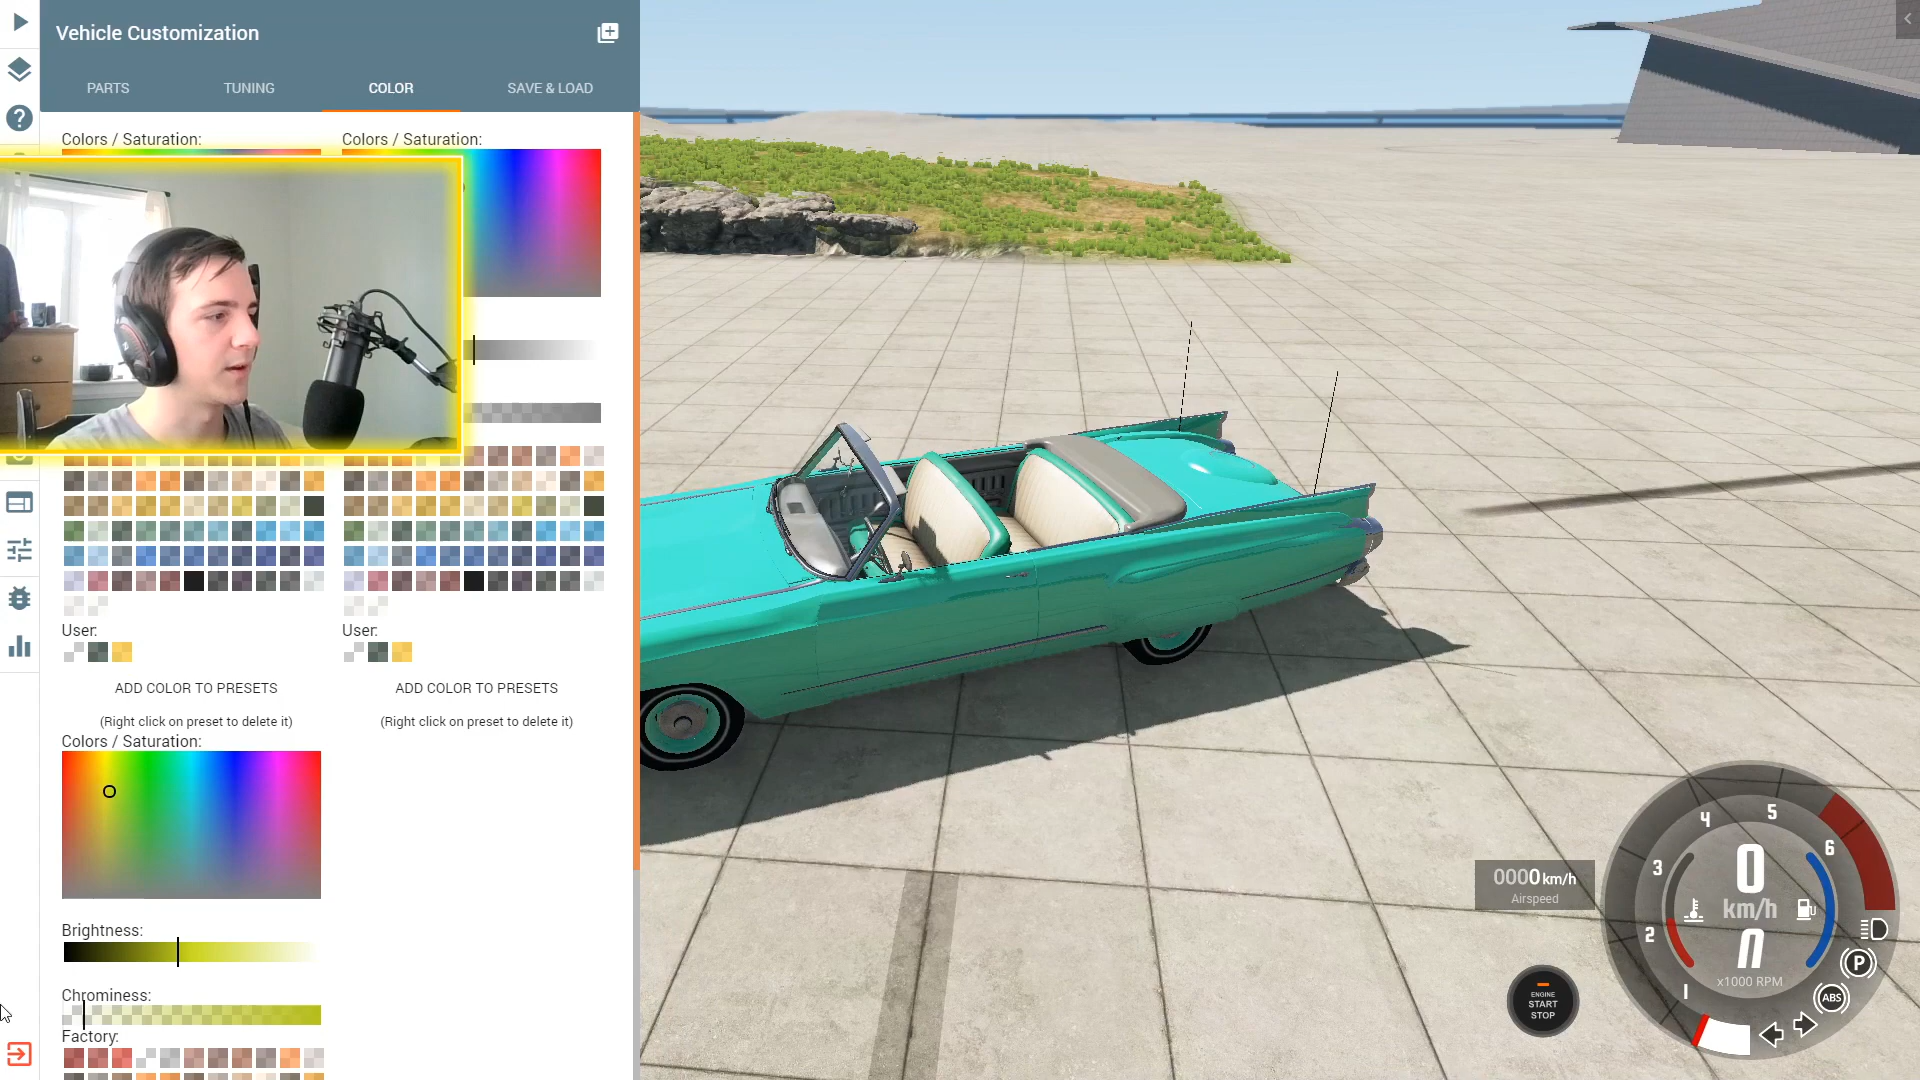 Vehicle Customization
PARTS
TUNING
COLOR
SAVE & LOAD
Colors / Saturation:
Colors / Saturation:
User:
User:
ADD COLOR TO PRESETS
ADD COLOR TO PRESETS
(Right click on preset to delete it)
(Right click on preset to delete it)
Colors / Saturation:
Brightness:
Chrominess:
Factory:
0000km/h
Airspeed
ENGINE
START
STOP
1
2
3
4
5
6
0
km/h
n
x1000 RPM
P
ABS